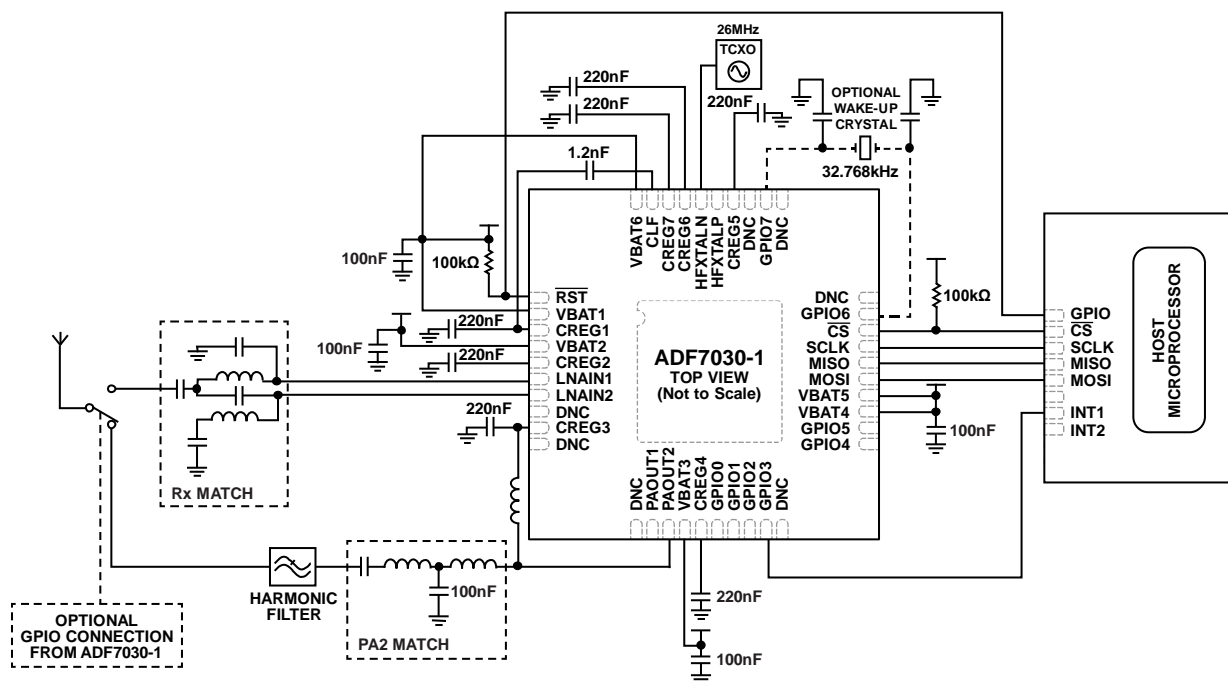 26MHz
TCXO
220nF
220nF
220nF
OPTIONAL
WAKE-UP
CRYSTAL
1.2nF
32.768kHz
VBAT6
CLF
CREG7
CREG6
HFXTALN
HFXTALP
CREG5
DNC
GPIO7
DNC
100nF
100kΩ
RST
VBAT1
CREG1
VBAT2
CREG2
LNAIN1
LNAIN2
DNC
CREG3
DNC
220nF
100nF
220nF
220nF
Rx MATCH
ADF7030-1
TOP VIEW
(Not to Scale)
DNC
GPIO6
CS
SCLK
MISO
MOSI
VBAT5
VBAT4
GPIO5
GPIO4
100kΩ
100nF
GPIO
CS
SCLK
MISO
MOSI
INT1
INT2
HOST
MICROPROCESSOR
DNC
PAOUT1
PAOUT2
VBAT3
CREG4
GPIO0
GPIO1
GPIO2
GPIO3
DNC
HARMONIC
FILTER
100nF
PA2 MATCH
220nF
100nF
OPTIONAL
GPIO CONNECTION
FROM ADF7030-1